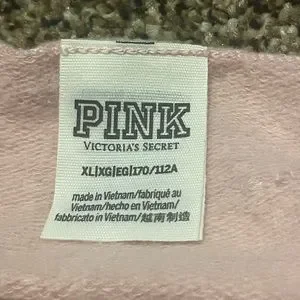 PINK
VICTORIA'S SECRET
XL|XG|EG|170/112A
made in Vietnam/fabriqué au
Vietnam/hecho en Vietnam/
fabbricato in Vietnam/越南制造